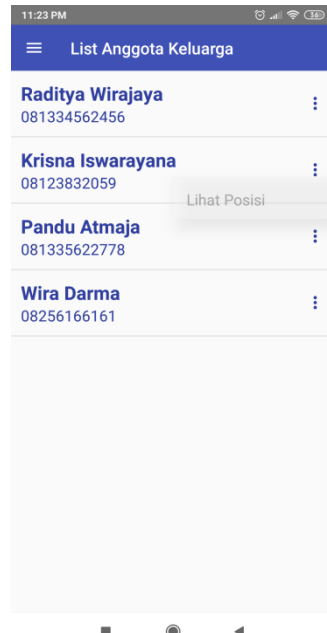 11:23 PM
36
List Anggota Keluarga
Raditya Wirajaya
081334562456
Krisna Iswarayana
08123832059
Lihat Posisi
Pandu Atmaja
081335622778
Wira Darma
08256166161